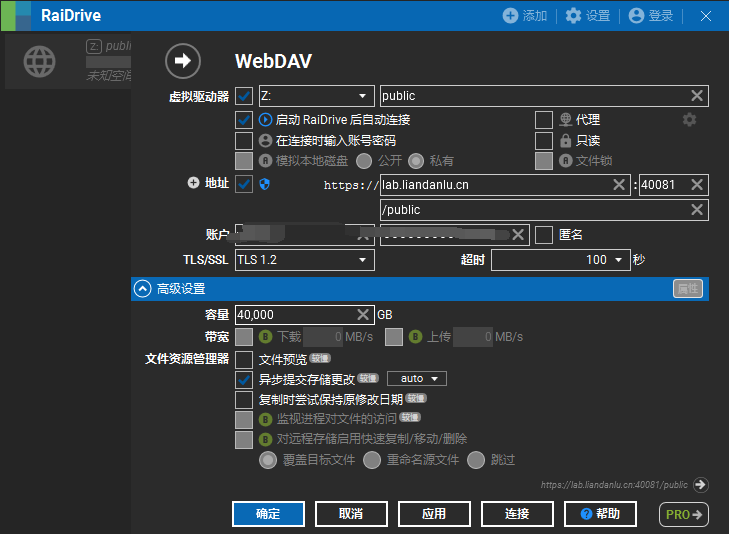 RaiDrive
添加
设置
登录
Z: public
未知空间
WebDAV
虚拟驱动器 Z: public
启动 RaiDrive 后自动连接 代理
在连接时输入账号密码 只读
模拟本地磁盘 公开 私有 文件锁
地址 https:// lab.liandanlu.cn : 40081
/public
账户 匿名
TLS/SSL TLS 1.2 超时 100 秒
高级设置 属性
容量 40,000 GB
带宽 B 下载 0 MB/s B 上传 0 MB/s
文件资源管理器 文件预览 较慢
异步提交存储更改 较慢 auto
复制时尝试保持原修改日期 较慢
B 监视进程对文件的访问 较慢
B 对远程存储启用快速复制/移动/删除
覆盖目标文件 重命名源文件 跳过
https://lab.liandanlu.cn:40081/public
确定 取消 应用 连接 帮助 PRO